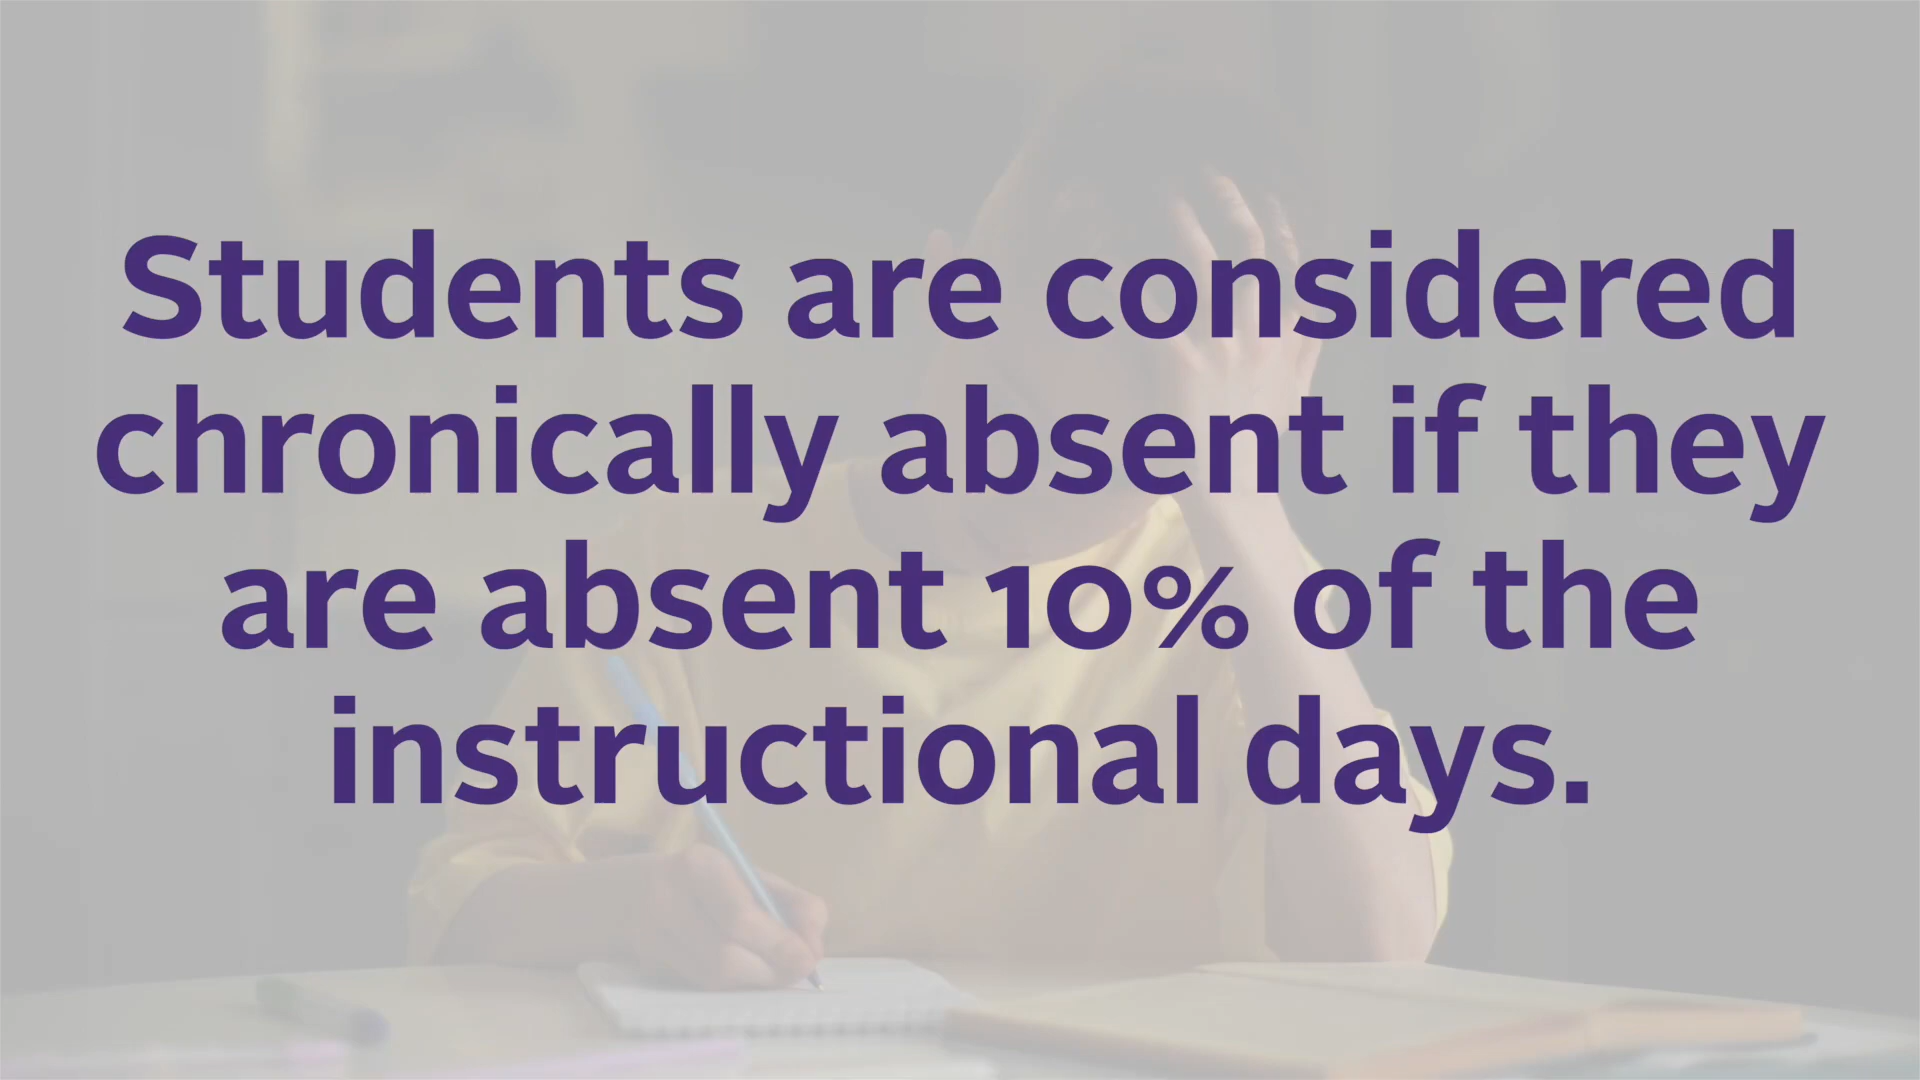 Students are considered
chronically absent if they
are absent 10% of the
instructional days.